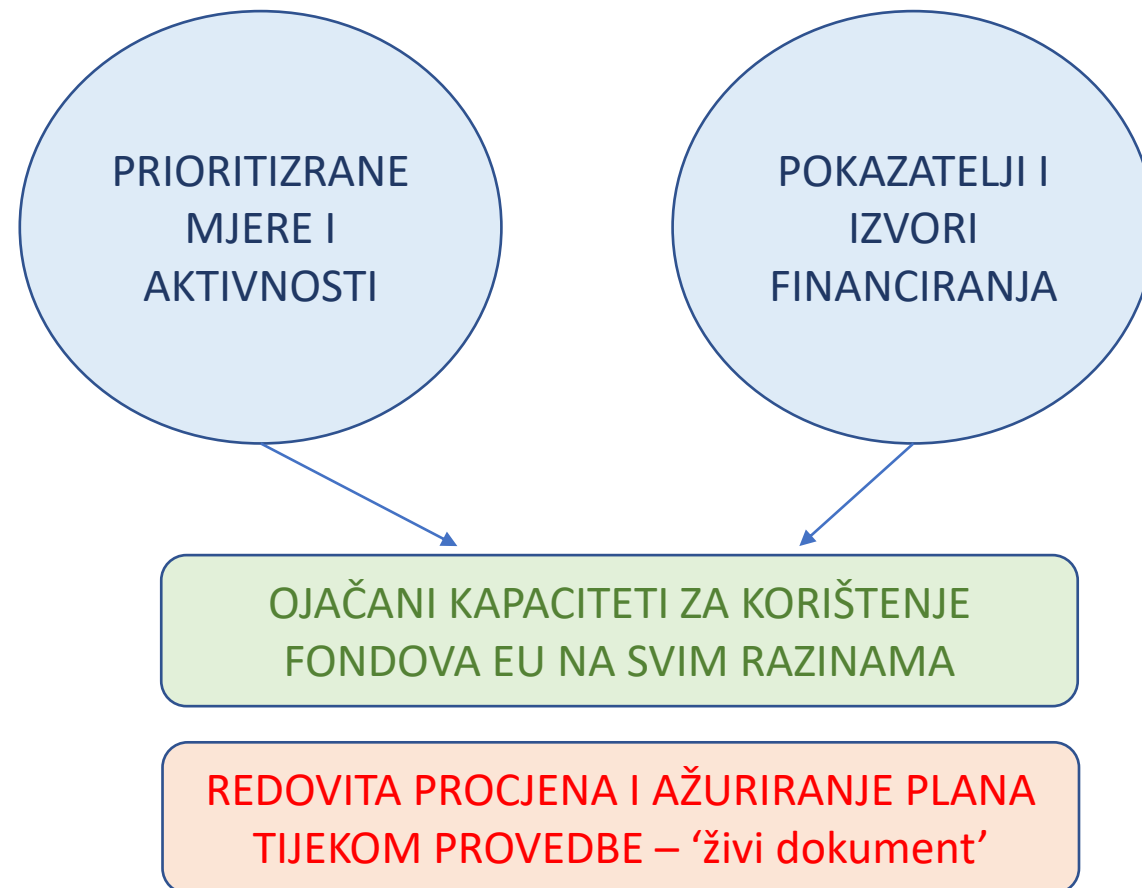 PRIORITIZRANE
MJERE I
AKTIVNOSTI
POKAZATELJI I
IZVORI
FINANCIRANJA
OJAČANI KAPACITETI ZA KORIŠTENJE
FONDOVA EU NA SVIM RAZINAMA
REDOVITA PROCJENA I AŽURIRANJE PLANA
TIJEKOM PROVEDBE – ‘živi dokument’